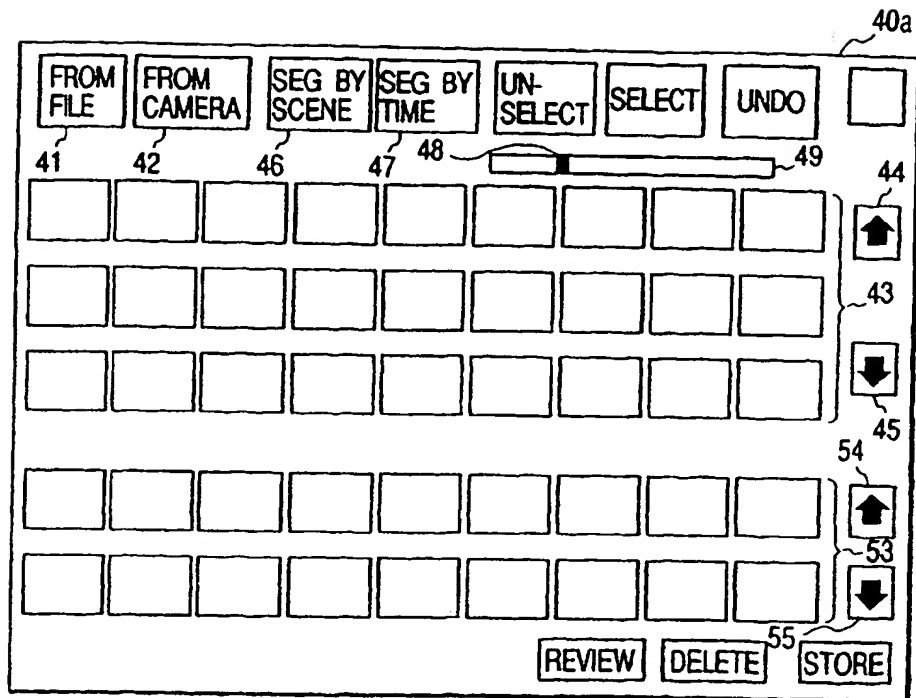 40a
FROM FILE
FROM CAMERA
SEG BY SCENE
SEG BY TIME
UN-SELECT
SELECT
UNDO
41
42
46
47
48
49
44
43
45
54
53
55
REVIEW
DELETE
STORE